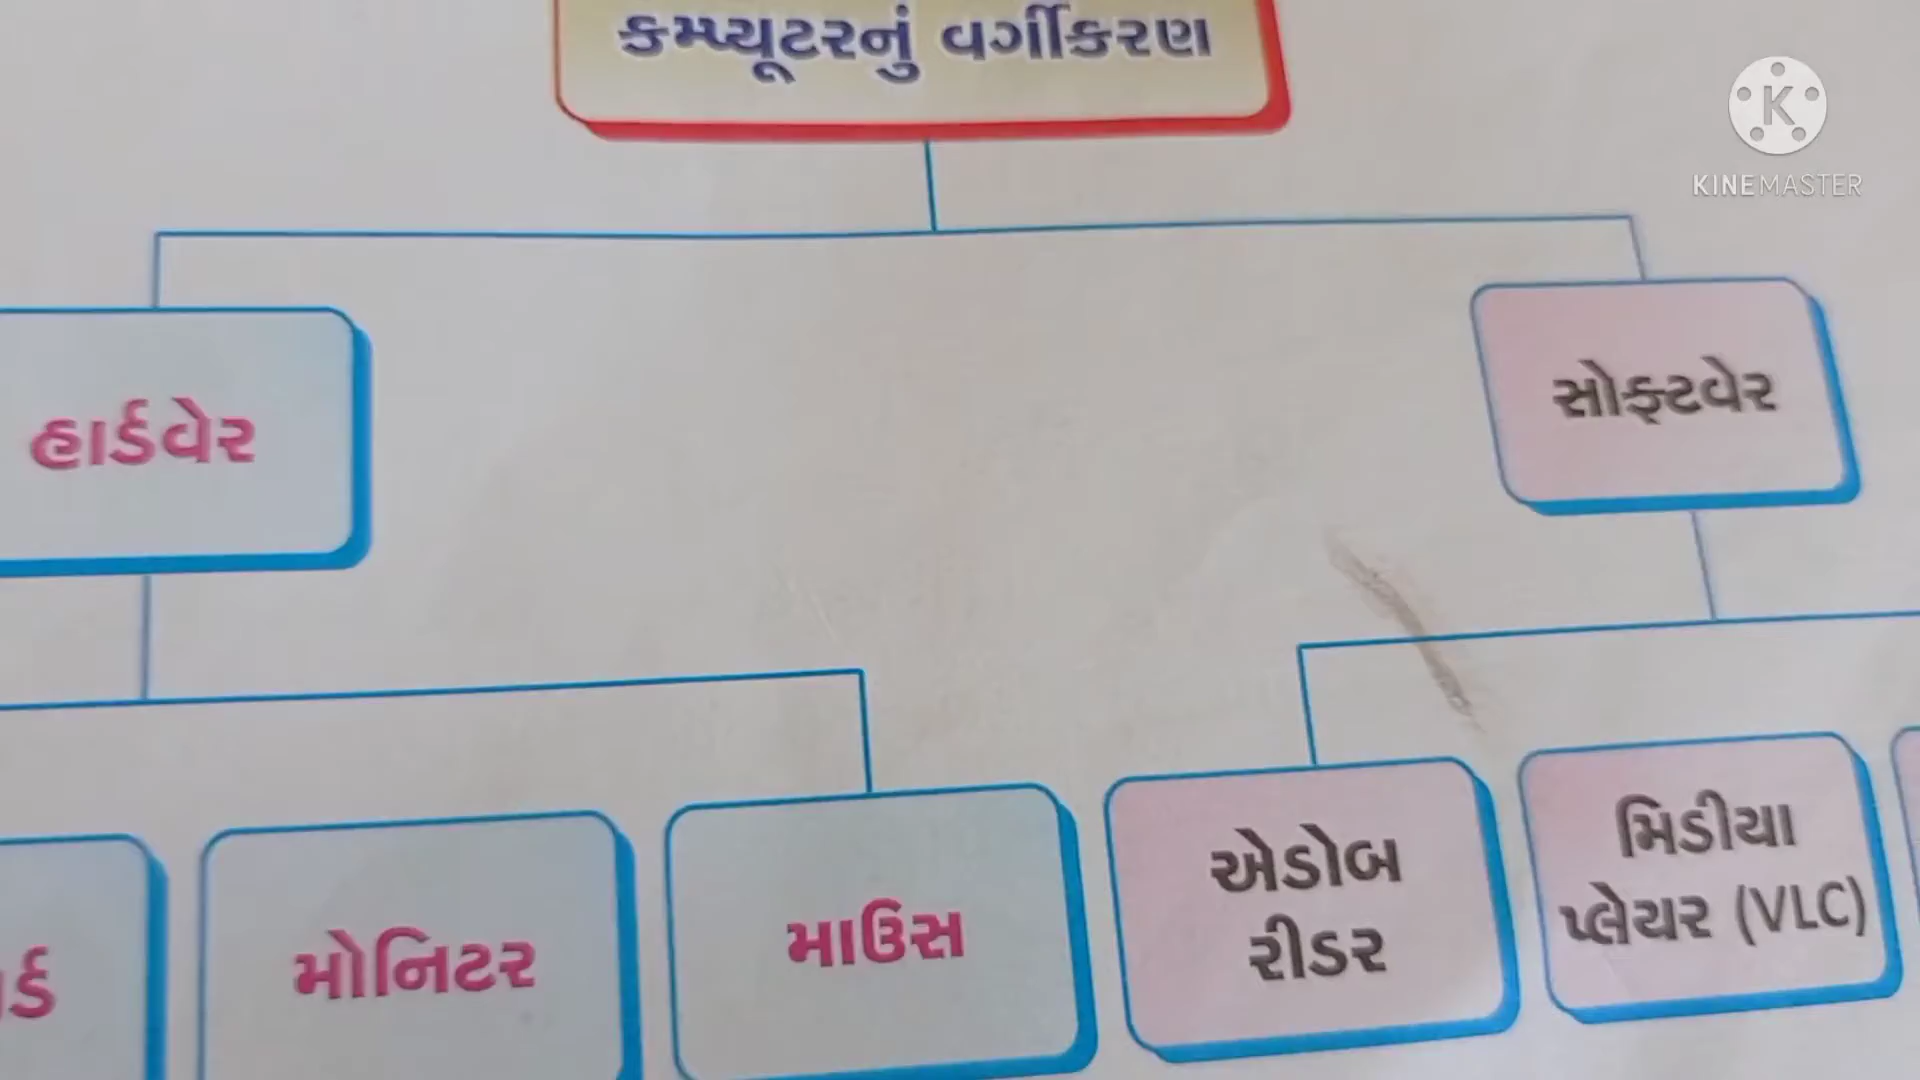 કમ્પ્યૂટરનું વર્ગીકરણ
KINEMASTER
હાર્ડવેર
સોફ્ટવેર
મોનિટર
માઉસ
એડોબ
રીડર
મિડીયા
પ્લેયર (VLC)